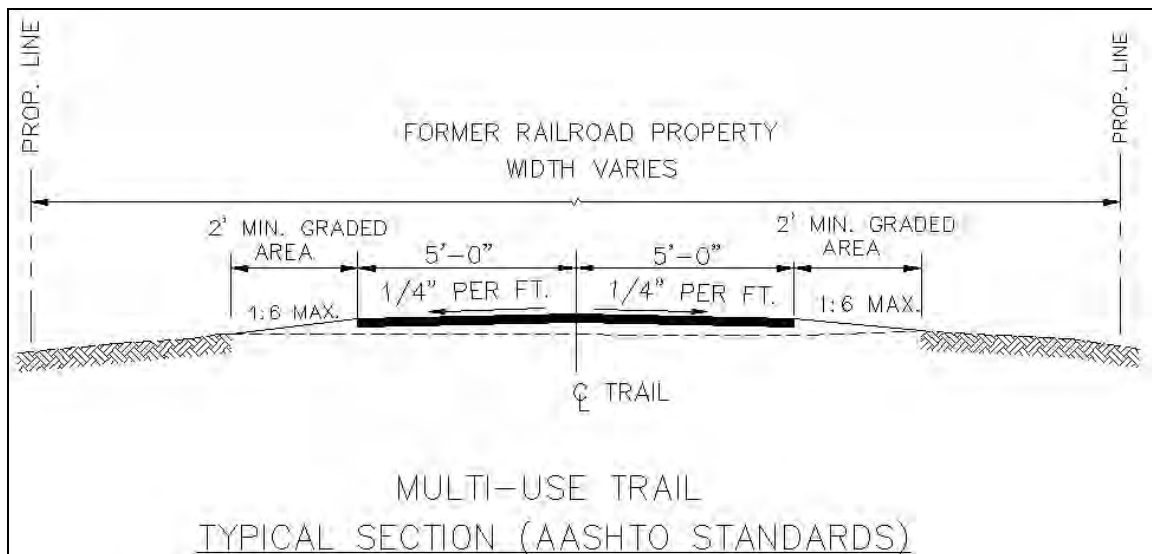 PROP. LINE
PROP. LINE
FORMER RAILROAD PROPERTY
WIDTH VARIES
2' MIN. GRADED
AREA
2' MIN. GRADED
AREA
5'-0"
5'-0"
1/4" PER FT.
1/4" PER FT.
1:6 MAX.
1:6 MAX.
℄ TRAIL
MULTI-USE TRAIL
TYPICAL SECTION (AASHTO STANDARDS)